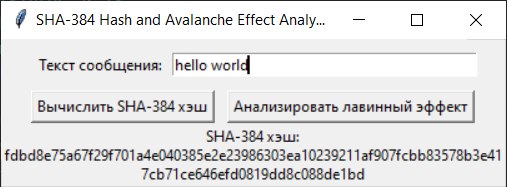 SHA-384 Hash and Avalanche Effect Analy...
Текст сообщения: hello world
Вычислить SHA-384 хэш Анализировать лавинный эффект
SHA-384 хэш:
fdbd8e75a67f29f701a4e040385e2e23986303ea10239211af907fcbb83578b3e41
7cb71ce646efd0819dd8c088de1bd